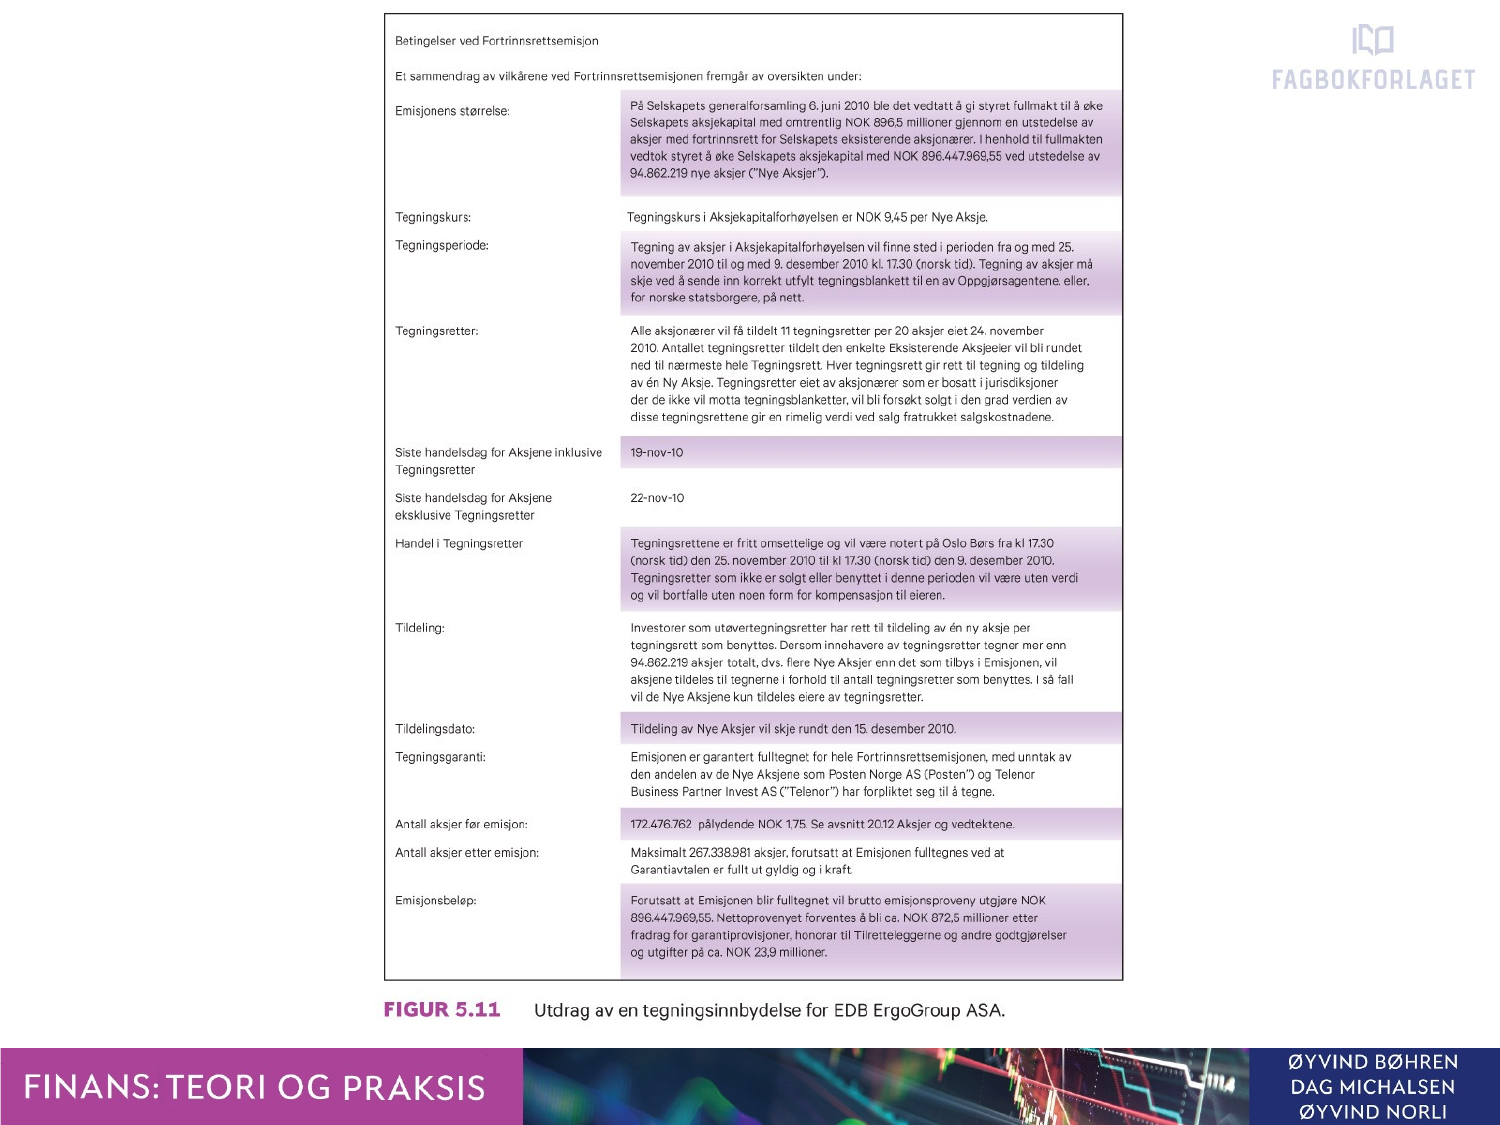 FAGBOKFORLAGET
Betingelser ved Fortrinnsrettsemisjon
Et sammendrag av vilkårene ved Fortrinnsrettsemisjonen fremgår av oversikten under:
Emisjonens størrelse:
På Selskapets generalforsamling 6. juni 2010 ble det vedtatt å gi styret fullmakt til å øke
Selskapets aksjekapital med omtrentlig NOK 896,5 millioner gjennom en utstedelse av
aksjer med fortrinnsrett for Selskapets eksisterende aksjonærer. I henhold til fullmakten
vedtok styret å øke Selskapets aksjekapital med NOK 896.447.969,55 ved utstedelse av
94.862.219 nye aksjer ("Nye Aksjer").
Tegningskurs:
Tegningskurs i Aksjekapitalforhøyelsen er NOK 9,45 per Nye Aksje.
Tegningsperiode:
Tegning av aksjer i Aksjekapitalforhøyelsen vil finne sted i perioden fra og med 25.
november 2010 til og med 9. desember 2010 kl. 17.30 (norsk tid). Tegning av aksjer må
skje ved å sende inn korrekt utfylt tegningsblankett til en av Oppgjørsagentene, eller,
for norske statsborgere, på nett.
Tegningsretter:
Alle aksjonærer vil få tildelt 11 tegningsretter per 20 aksjer eiet 24. november
2010. Antallet tegningsretter tildelt den enkelte Eksisterende Aksjeeier vil bli rundet
ned til nærmeste hele Tegningsrett. Hver tegningsrett gir rett til tegning og tildeling
av én Ny Aksje. Tegningsretter eiet av aksjonærer som er bosatt i jurisdiksjoner
der de ikke vil motta tegningsblanketter, vil bli forsøkt solgt i den grad verdien av
disse tegningsrettene gir en rimelig verdi ved salg fratrukket salgskostnadene.
Siste handelsdag for Aksjene inklusive
Tegningsretter
19-nov-10
Siste handelsdag for Aksjene
eksklusive Tegningsretter
22-nov-10
Handel i Tegningsretter
Tegningsrettene er fritt omsettelige og vil være notert på Oslo Børs fra kl 17.30
(norsk tid) den 25. november 2010 til kl 17.30 (norsk tid) den 9. desember 2010.
Tegningsretter som ikke er solgt eller benyttet i denne perioden vil være uten verdi
og vil bortfalle uten noen form for kompensasjon til eieren.
Tildeling:
Investorer som utøvertegningsretter har rett til tildeling av én ny aksje per
tegningsrett som benyttes. Dersom innehavere av tegningsretter tegner mer enn
94.862.219 aksjer totalt, dvs. flere Nye Aksjer enn det som tilbys i Emisjonen, vil
aksjene tildeles til tegnerne i forhold til antall tegningsretter som benyttes. I så fall
vil de Nye Aksjene kun tildeles eiere av tegningsretter.
Tildelingsdato:
Tildeling av Nye Aksjer vil skje rundt den 15. desember 2010.
Tegningsgaranti:
Emisjonen er garantert fulltegnet for hele Fortrinnsrettsemisjonen, med unntak av
den andelen av de Nye Aksjene som Posten Norge AS (Posten") og Telenor
Business Partner Invest AS ("Telenor") har forpliktet seg til å tegne.
Antall aksjer før emisjon:
172.476.762 pålydende NOK 1,75. Se avsnitt 20.12 Aksjer og vedtektene.
Antall aksjer etter emisjon:
Maksimalt 267.338.981 aksjer, forutsatt at Emisjonen fulltegnes ved at
Garantiavtalen er fullt ut gyldig og i kraft.
Emisjonsbeløp:
Forutsatt at Emisjonen blir fulltegnet vil brutto emisjonsproveny utgjøre NOK
896.447.969,55. Nettoprovenyet forventes å bli ca. NOK 872,5 millioner etter
fradrag for garantiprovisjoner, honorar til Tilretteleggerne og andre godtgjørelser
og utgifter på ca. NOK 23,9 millioner.
FIGUR 5.11 Utdrag av en tegningsinnbydelse for EDB ErgoGroup ASA.
FINANS: TEORI OG PRAKSIS
ØYVIND BØHREN
DAG MICHALSEN
ØYVIND NORLI